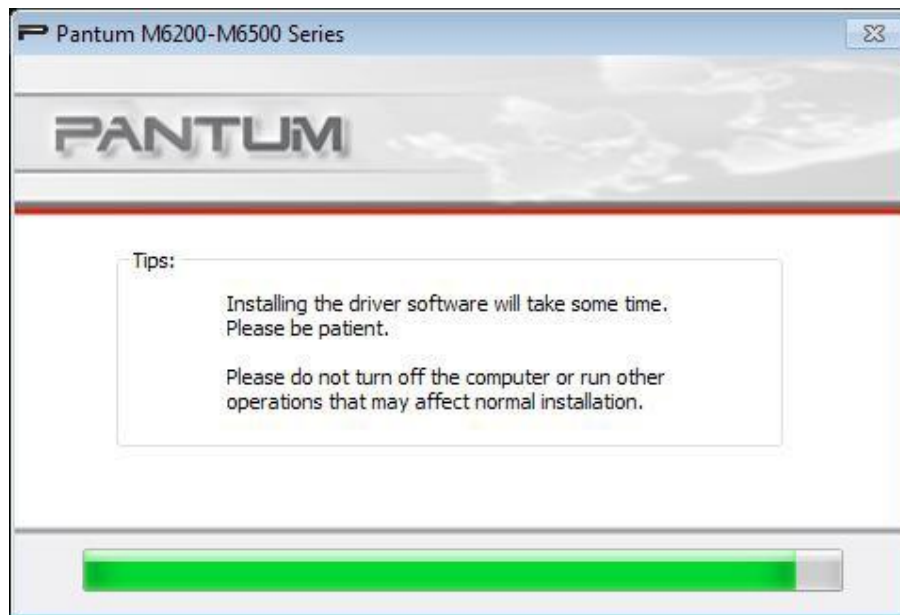 Pantum M6200-M6500 Series
PANTUM
Tips:
Installing the driver software will take some time.
Please be patient.
Please do not turn off the computer or run other
operations that may affect normal installation.